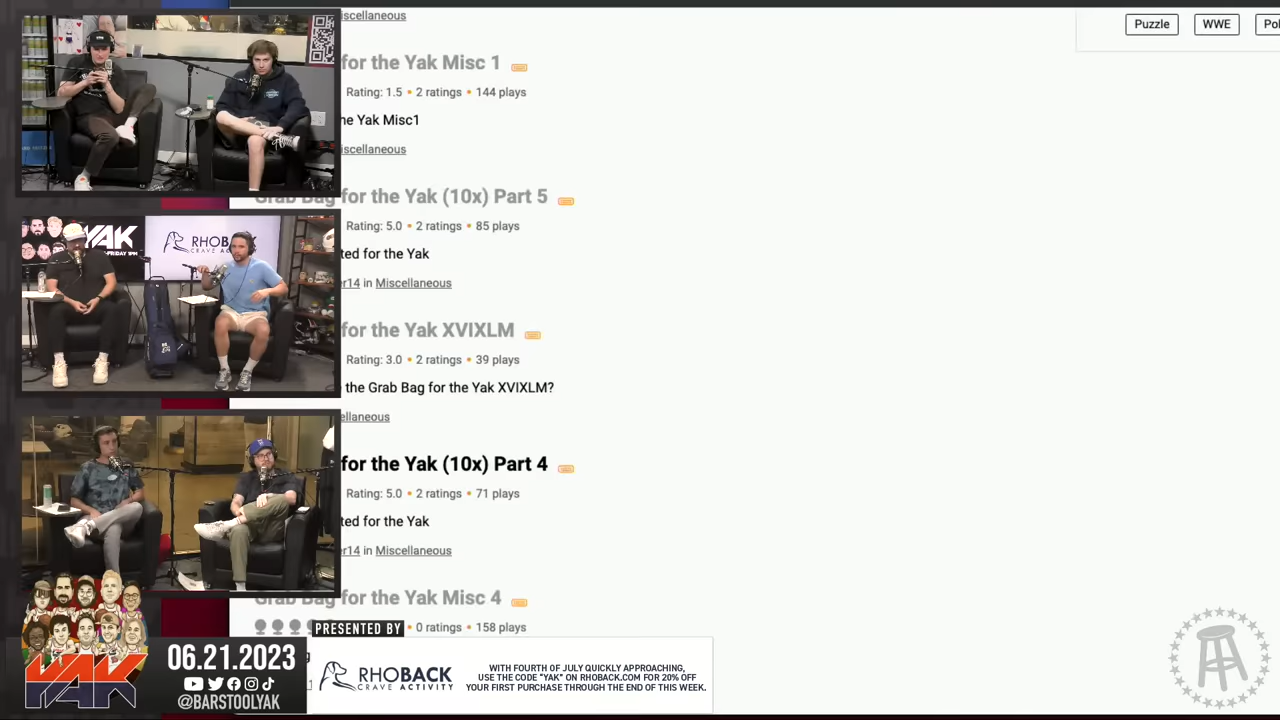 iscellaneous
Puzzle
WWE
for the Yak Misc 1
Rating: 1.5 • 2 ratings • 144 plays
he Yak Misc1
iscellaneous
Grab Bag for the Yak (10x) Part 5
Rating: 5.0 • 2 ratings • 85 plays
ted for the Yak
er14 in Miscellaneous
for the Yak XVIXLM
Rating: 3.0 • 2 ratings • 39 plays
the Grab Bag for the Yak XVIXLM?
ellaneous
for the Yak (10x) Part 4
Rating: 5.0 • 2 ratings • 71 plays
ted for the Yak
er14 in Miscellaneous
Grab Bag for the Yak Misc 4
0 ratings • 158 plays
YAK
RHOB
CRAVE
PRESENTED BY
YAK
06.21.2023
@BARSTOOLYAK
RHOBACK
CRAVE ACTIVITY
WITH FOURTH OF JULY QUICKLY APPROACHING,
USE THE CODE "YAK" ON RHOBACK.COM FOR 20% OFF
YOUR FIRST PURCHASE THROUGH THE END OF THIS WEEK.